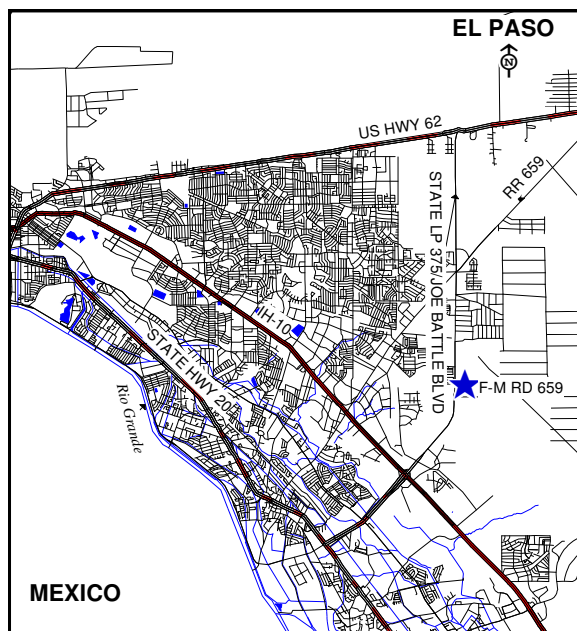 EL PASO
N
US HWY 62
STATE LP 375/JOE BATTLE BLVD
RR 659
IH-10
STATE HWY 20
F-M RD 659
Rio Grande
MEXICO